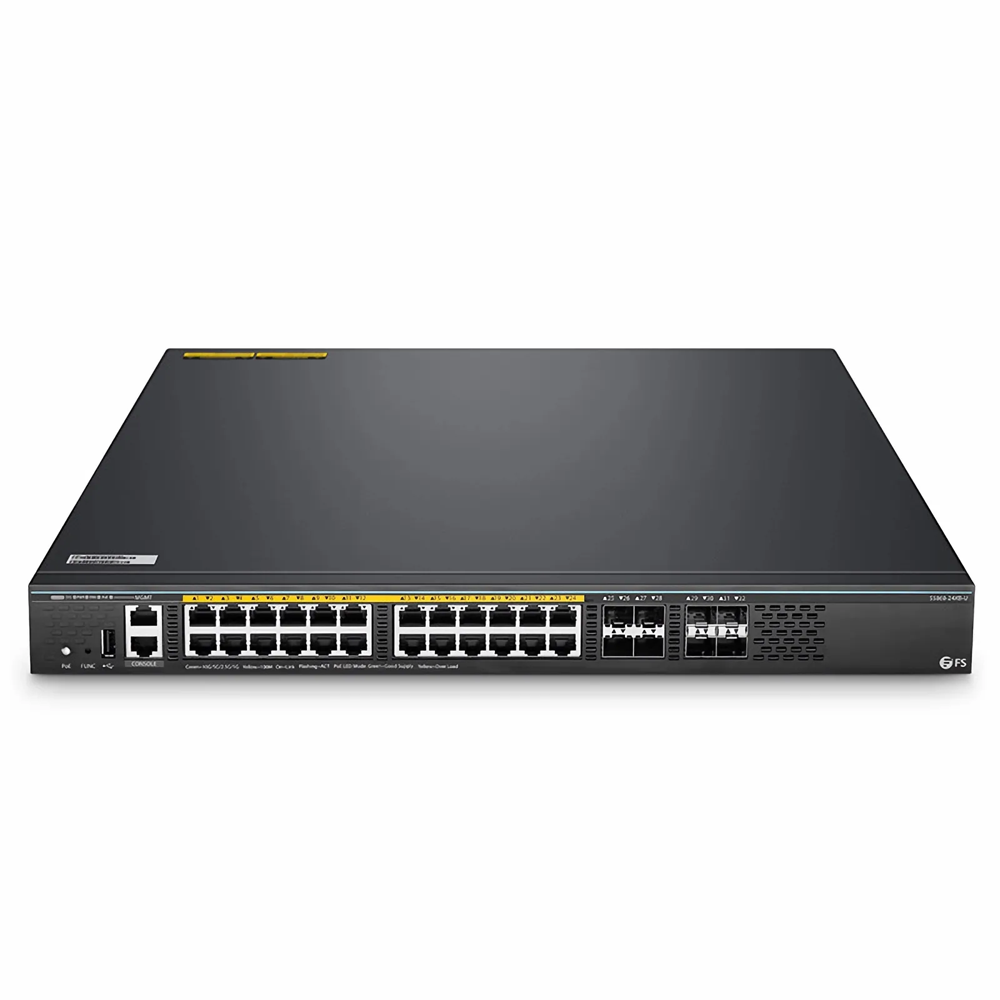 MGMT
▲1 ▼2 ▲3 ▼4 ▲5 ▼6 ▲7 ▼8 ▲9 ▼10 ▲11 ▼12
▲13 ▼14 ▲15 ▼16 ▲17 ▼18 ▲19 ▼20 ▲21 ▼22 ▲23 ▼24
▲25 ▼26 ▲27 ▼28
▲29 ▼30 ▲31 ▼32
S5860-24XB-U
PoE
FUNC
CONSOLE
Green=10G/5G/2.5G/1G Yellow=100M On=Link Flashing=ACT PoE LED Mode Green=Good Supply Yellow=Over Load
FS